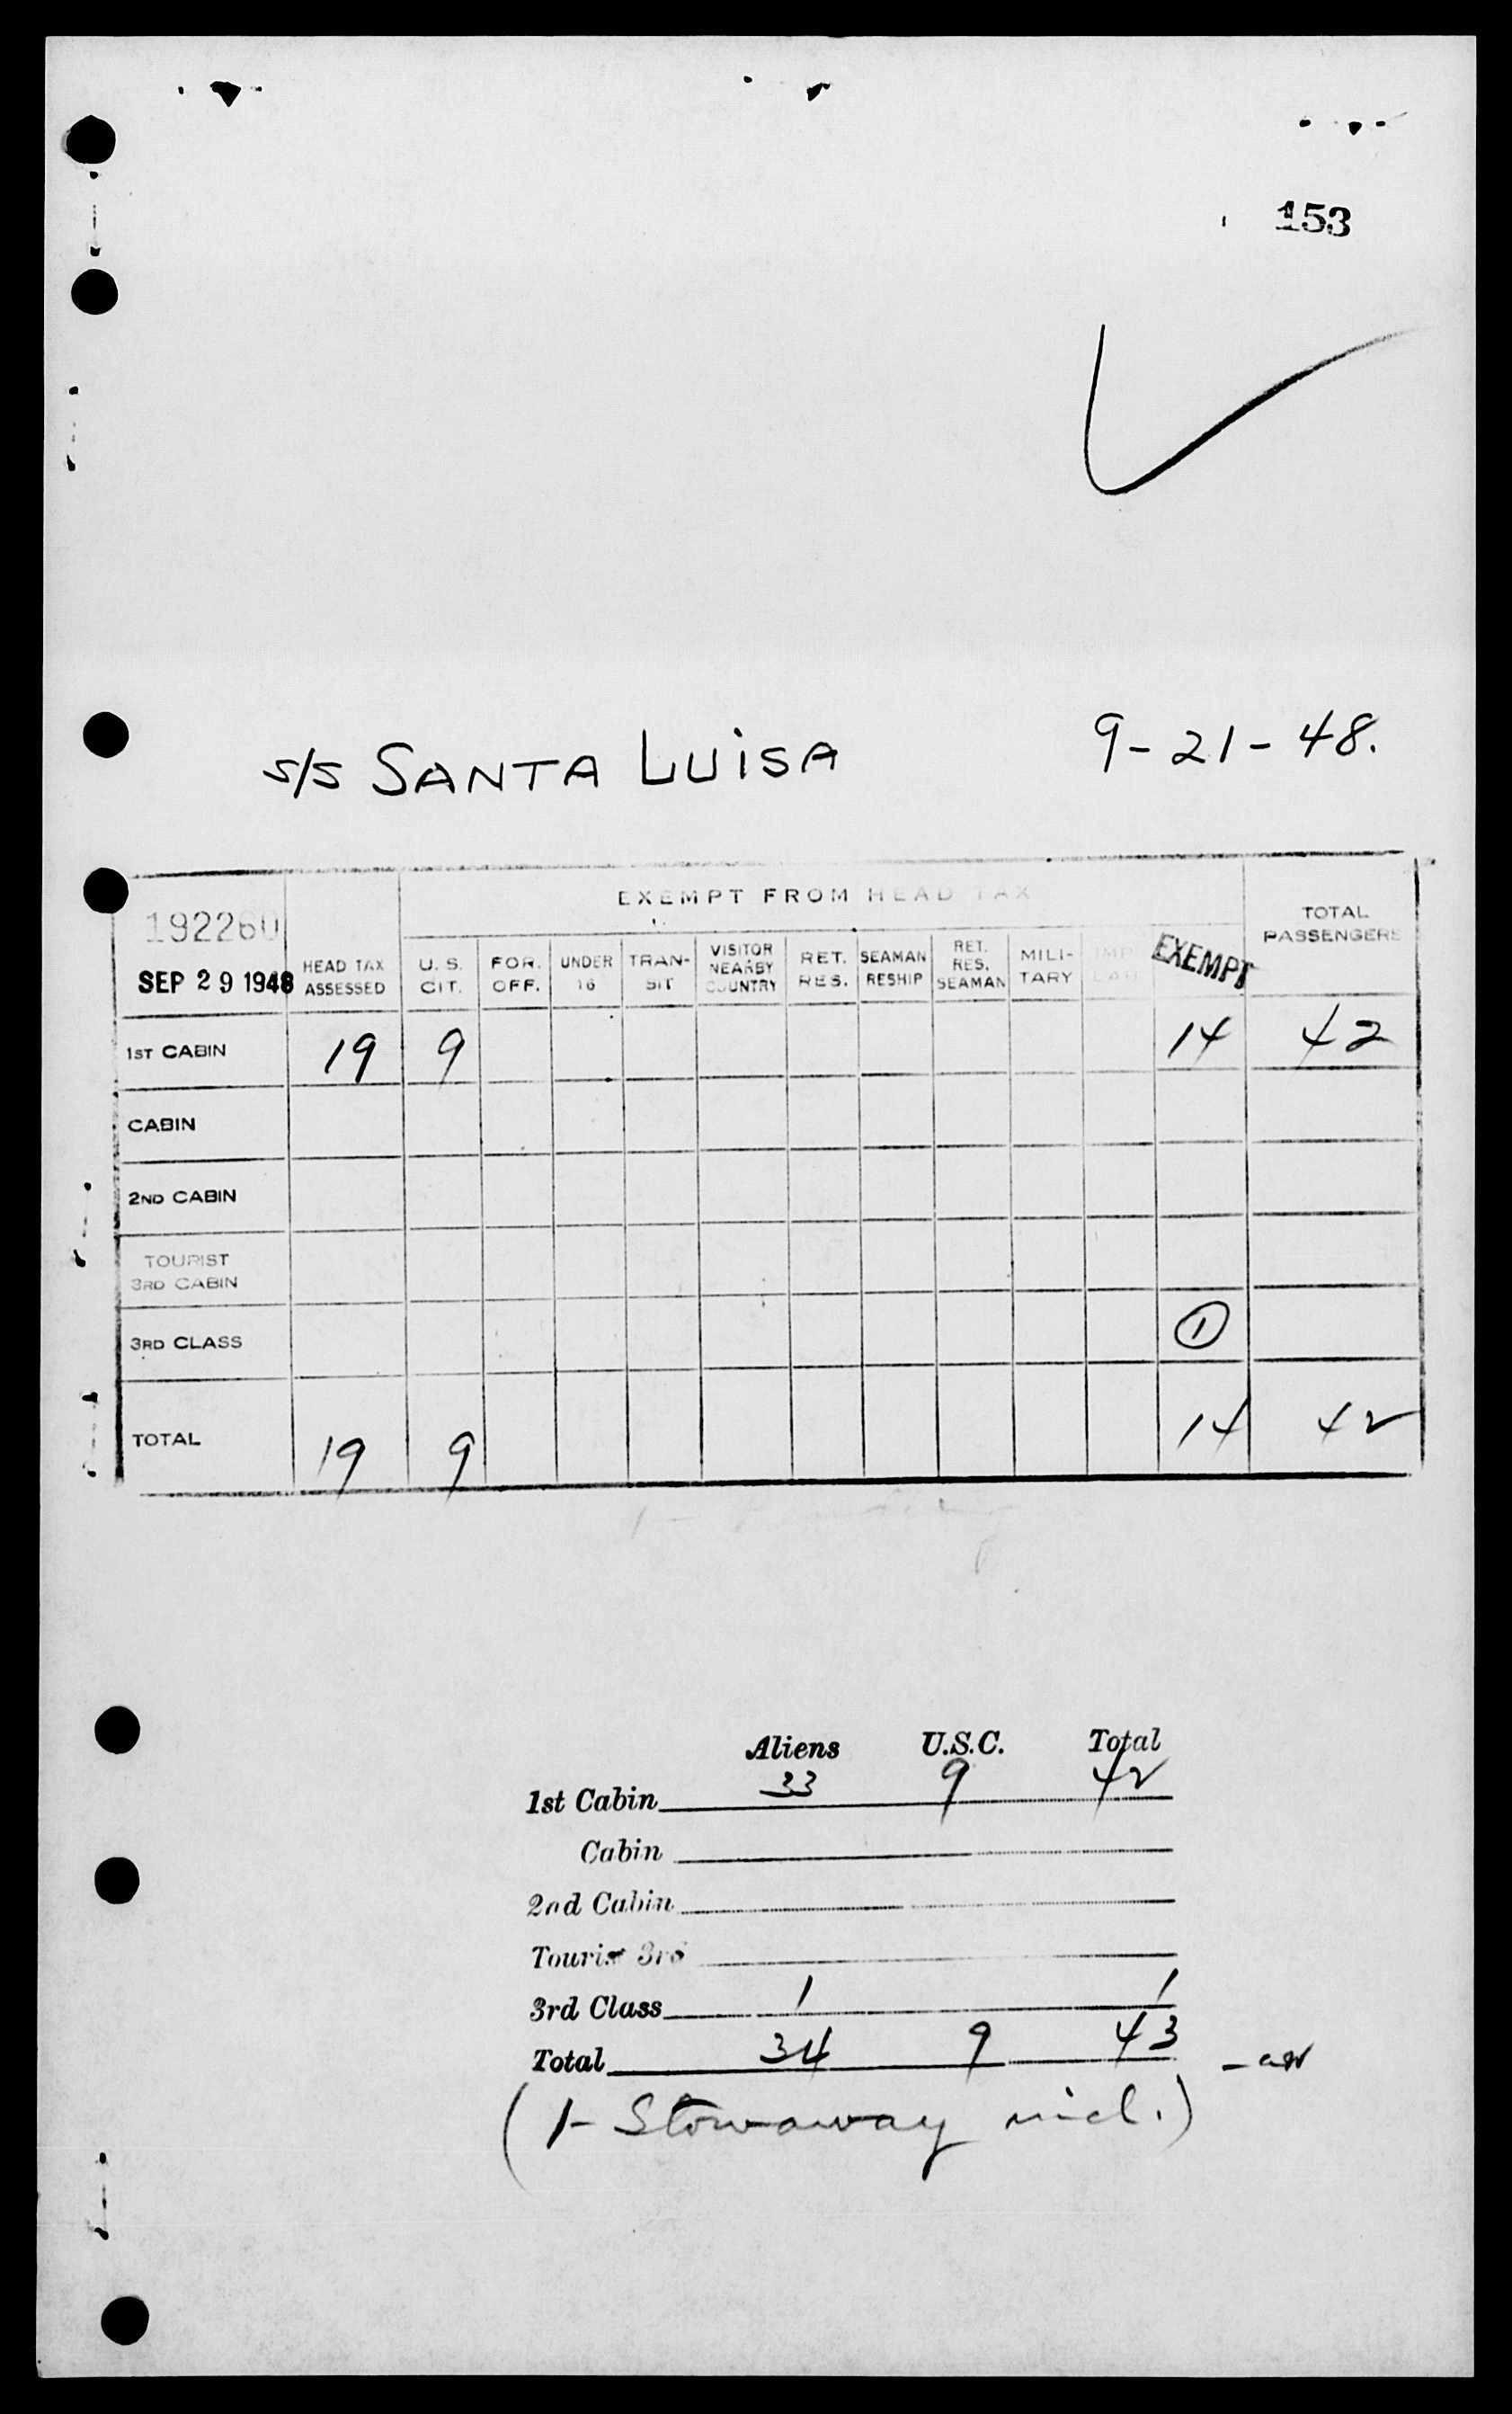 153
S/S SANTA LUiSA 9-21-48.
EXEMPT FROM HEAD TAX
192260
SEP 29 1948
HEAD TAX ASSESSED
U. S. CIT.
FOR. OFF.
UNDER 16
TRAN- SIT
VISITOR NEARBY COUNTRY
RET. RES.
SEAMAN RESHIP
RET. RES. SEAMAN
MILI- TARY
EXEMPT
TOTAL PASSENGERS
1ST CABIN 19 9 14 42
CABIN
2ND CABIN
TOURIST
3RD CABIN
3RD CLASS 1
TOTAL 19 9 14 42
Aliens U.S.C. Total
1st Cabin 33 9 42
Cabin
2nd Cabin
Tourist 3rd
3rd Class 1 1
Total 34 9 43
(1- Stowaway incl.)